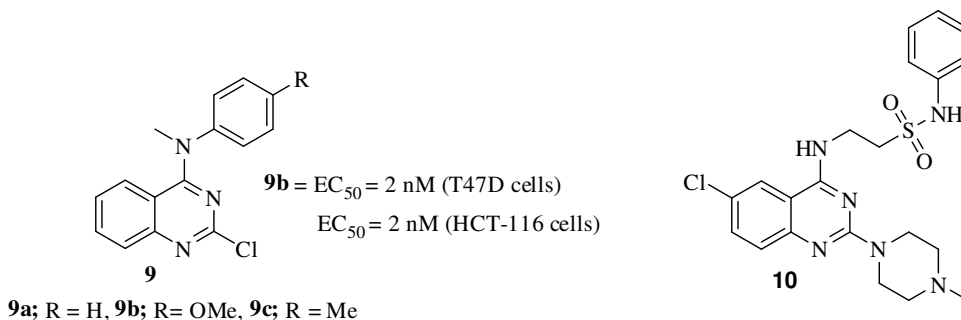 R
N
N
N
Cl
9
9b = EC50 = 2 nM (T47D cells)
EC50 = 2 nM (HCT-116 cells)
9a; R = H, 9b; R= OMe, 9c; R = Me
O
S
NH
O
HN
Cl
N
N
N
N
10